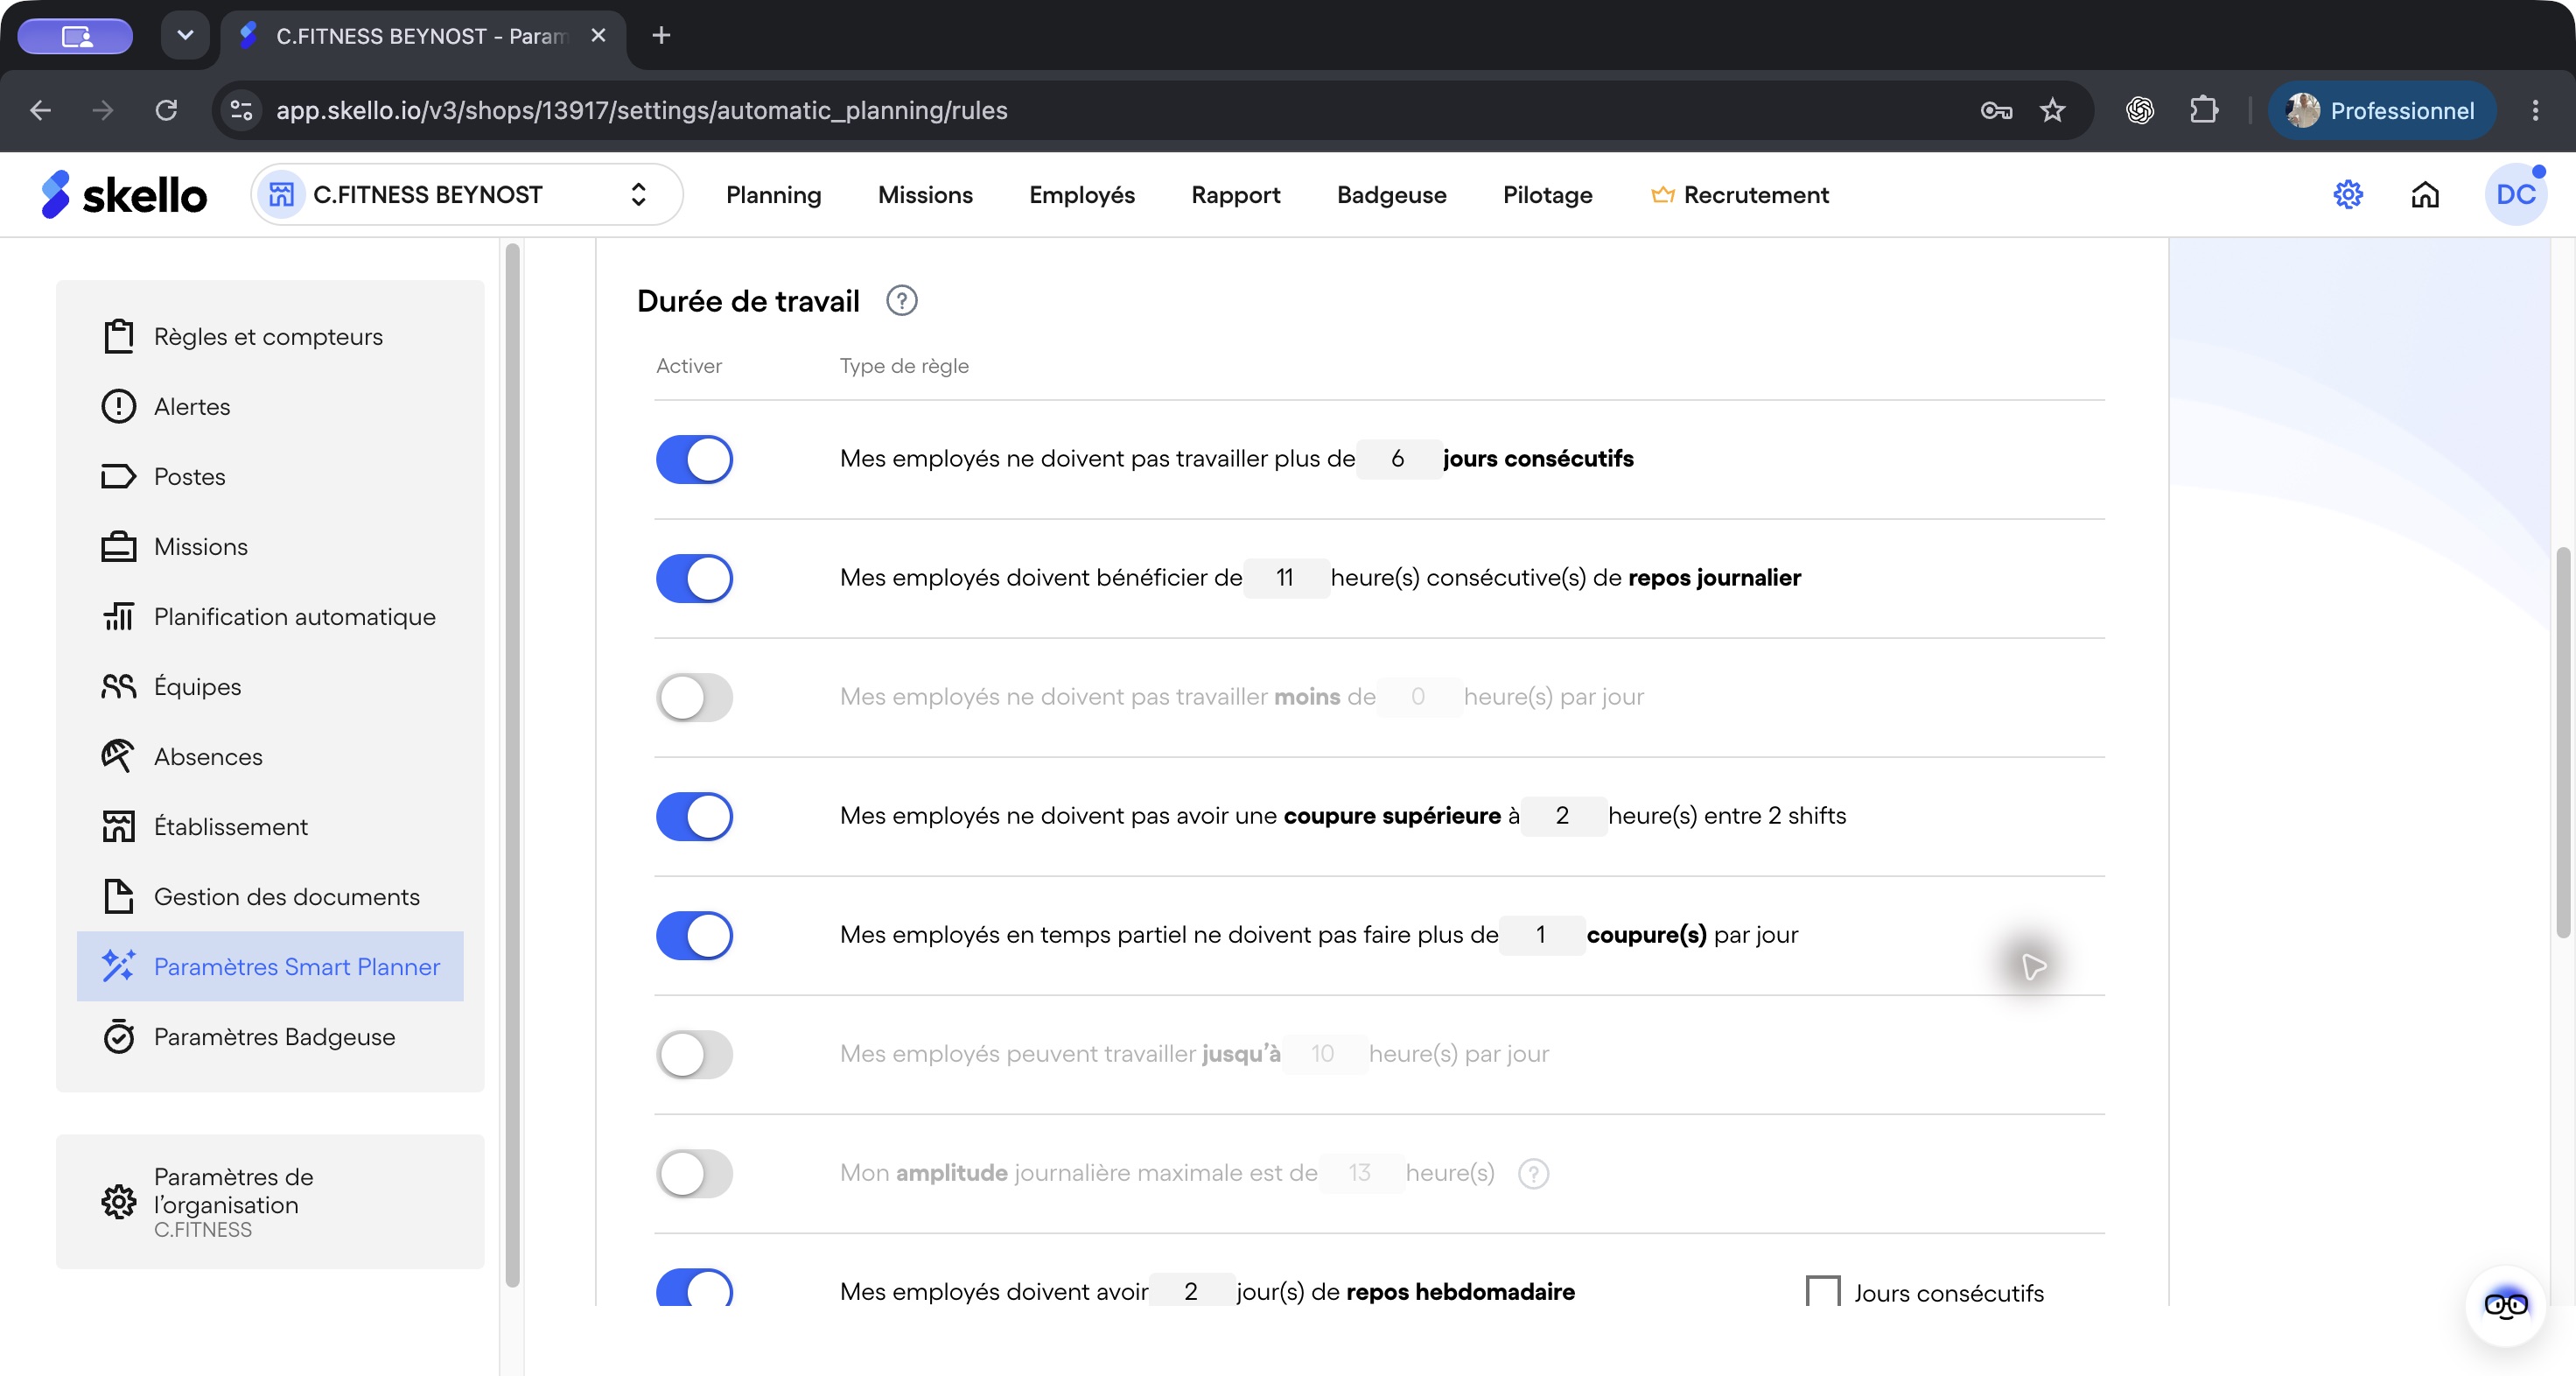 C.FITNESS BEYNOST - Param
app.skello.io/v3/shops/13917/settings/automatic_planning/rules
Professionnel
skello
C.FITNESS BEYNOST
Planning
Missions
Employés
Rapport
Badgeuse
Pilotage
Recrutement
DC
Règles et compteurs
Alertes
Postes
Missions
Planification automatique
Équipes
Absences
Établissement
Gestion des documents
Paramètres Smart Planner
Paramètres Badgeuse
Paramètres de
l'organisation
C.FITNESS
Durée de travail ?
Activer Type de règle
Mes employés ne doivent pas travailler plus de 6 jours consécutifs
Mes employés doivent bénéficier de 11 heure(s) consécutive(s) de repos journalier
Mes employés ne doivent pas travailler moins de 0 heure(s) par jour
Mes employés ne doivent pas avoir une coupure supérieure à 2 heure(s) entre 2 shifts
Mes employés en temps partiel ne doivent pas faire plus de 1 coupure(s) par jour
Mes employés peuvent travailler jusqu'à 10 heure(s) par jour
Mon amplitude journalière maximale est de 13 heure(s) ?
Mes employés doivent avoir 2 jour(s) de repos hebdomadaire Jours consécutifs